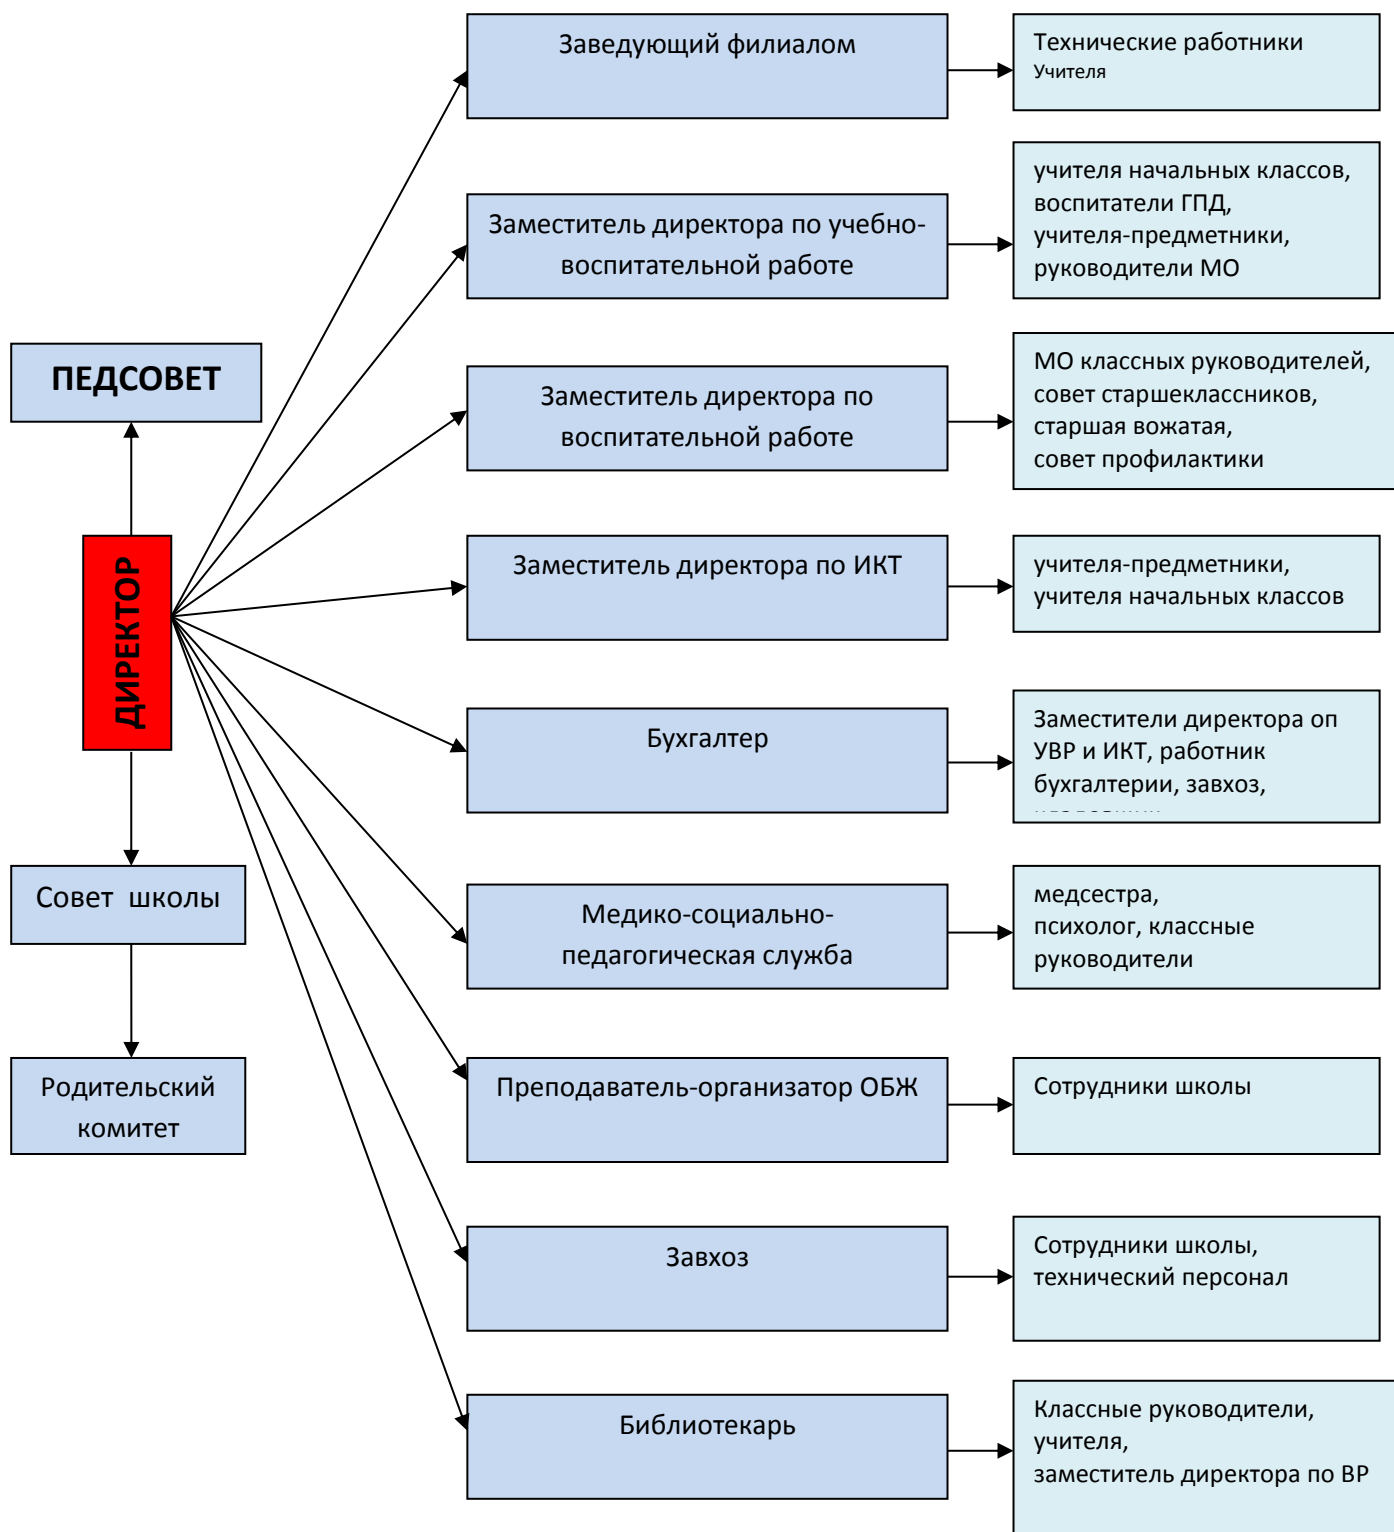 Заведующий филиалом
Технические работники
Учителя
Заместитель директора по учебно-
воспитательной работе
учителя начальных классов,
воспитатели ГПД,
учителя-предметники,
руководители МО
ПЕДСОВЕТ
Заместитель директора по
воспитательной работе
МО классных руководителей,
совет старшеклассников,
старшая вожатая,
совет профилактики
ДИРЕКТОР
Заместитель директора по ИКТ
учителя-предметники,
учителя начальных классов
Бухгалтер
Заместители директора оп
УВР и ИКТ, работник
бухгалтерии, завхоз,
Совет школы
Медико-социально-
педагогическая служба
медсестра,
психолог, классные
руководители
Родительский
комитет
Преподаватель-организатор ОБЖ
Сотрудники школы
Завхоз
Сотрудники школы,
технический персонал
Библиотекарь
Классные руководители,
учителя,
заместитель директора по ВР